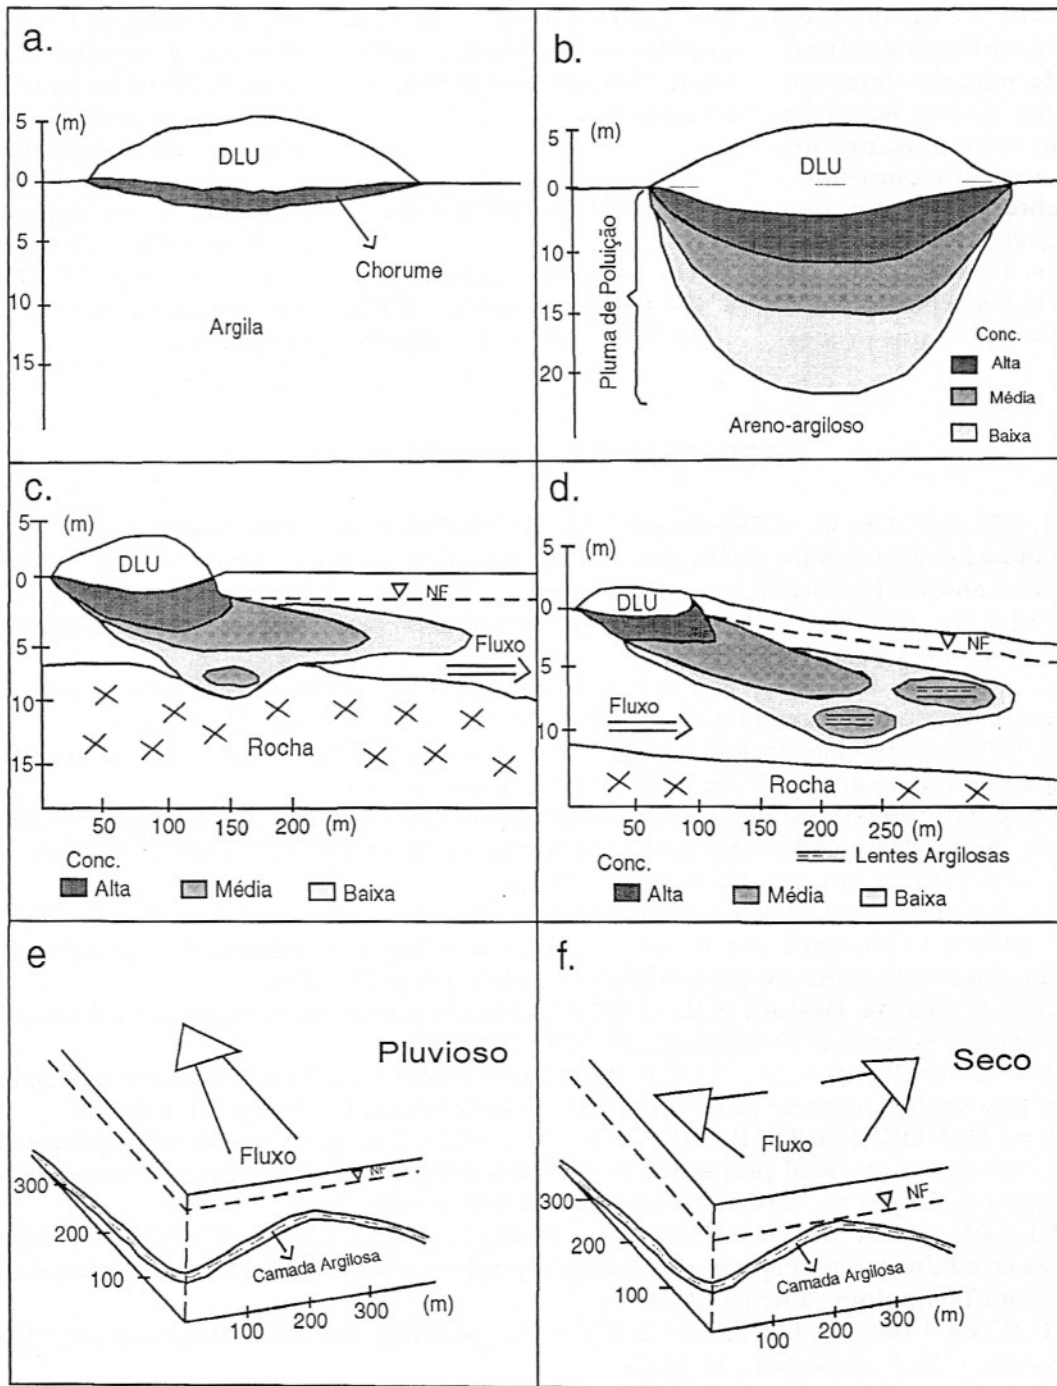 a.
5
(m)
DLU
0
5
Chorume
10
Argila
15
b.
5
(m)
DLU
0
10
15
20
Pluma de Poluição
Areno-argiloso
Conc.
Alta
Média
Baixa
c.
(m)
5
DLU
0
NF
5
Fluxo
10
Rocha
15
50 100 150 200 (m)
Conc.
Alta Média Baixa
d.
5
(m)
DLU
0
NF
5
Fluxo
10
Rocha
50 100 150 200 250 (m)
Lentes Argilosas
Conc.
Alta Média Baixa
e
Pluvioso
Fluxo
NF
300
200
100
Camada Argilosa
100 200 300 (m)
f.
Seco
Fluxo
NF
300
200
100
Camada Argilosa
100 200 300 (m)